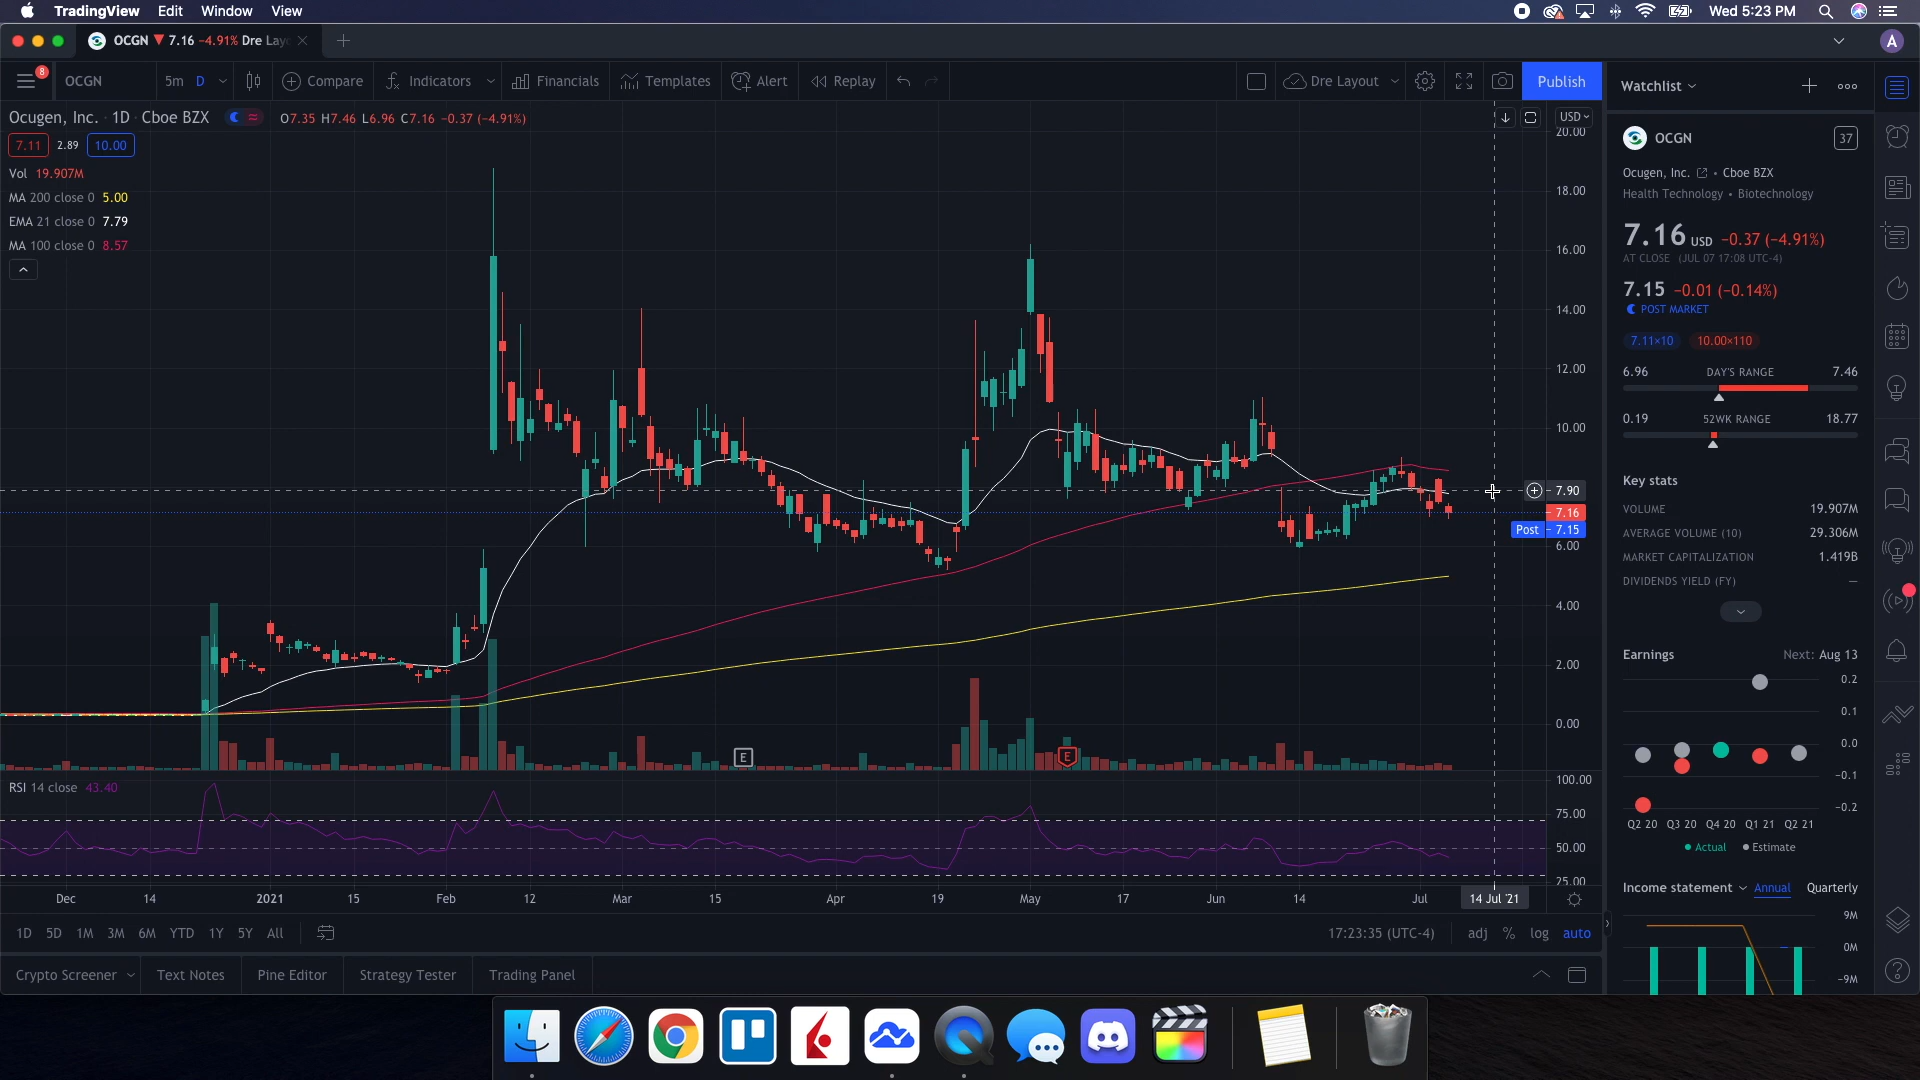 TradingView Edit Window View
Wed 5:23 PM
OCGN ▼ 7.16 -4.91% Dre Lay
A
8
OCGN 5m D Compare Indicators Financials Templates Alert Replay
Dre Layout Publish
Ocugen, Inc. · 1D · Cboe BZX O7.35 H7.46 L6.96 C7.16 -0.37 (-4.91%)
7.11 2.89 10.00
Vol 19.907M
MA 200 close 0 5.00
EMA 21 close 0 7.79
MA 100 close 0 8.57
USD
20.00
18.00
16.00
14.00
12.00
10.00
7.90
7.16
Post 7.15
6.00
4.00
2.00
0.00
E
E
RSI 14 close 43.40
100.00
75.00
50.00
25.00
Dec 14 2021 15 Feb 12 Mar 15 Apr 19 May 17 Jun 14 Jul 14 Jul '21
1D 5D 1M 3M 6M YTD 1Y 5Y All
17:23:35 (UTC-4) adj % log auto
Crypto Screener Text Notes Pine Editor Strategy Tester Trading Panel
Watchlist
OCGN 37
Ocugen, Inc. • Cboe BZX
Health Technology • Biotechnology
7.16 USD -0.37 (-4.91%)
AT CLOSE (JUL 07 17:08 UTC-4)
7.15 -0.01 (-0.14%)
POST MARKET
7.11×10 10.00×110
6.96 DAY'S RANGE 7.46
0.19 52WK RANGE 18.77
Key stats
VOLUME 19.907M
AVERAGE VOLUME (10) 29.306M
MARKET CAPITALIZATION 1.419B
DIVIDENDS YIELD (FY) —
Earnings Next: Aug 13
0.2
0.1
0.0
-0.1
-0.2
Q2 20 Q3 20 Q4 20 Q1 21 Q2 21
Actual Estimate
Income statement Annual Quarterly
9M
0M
-9M